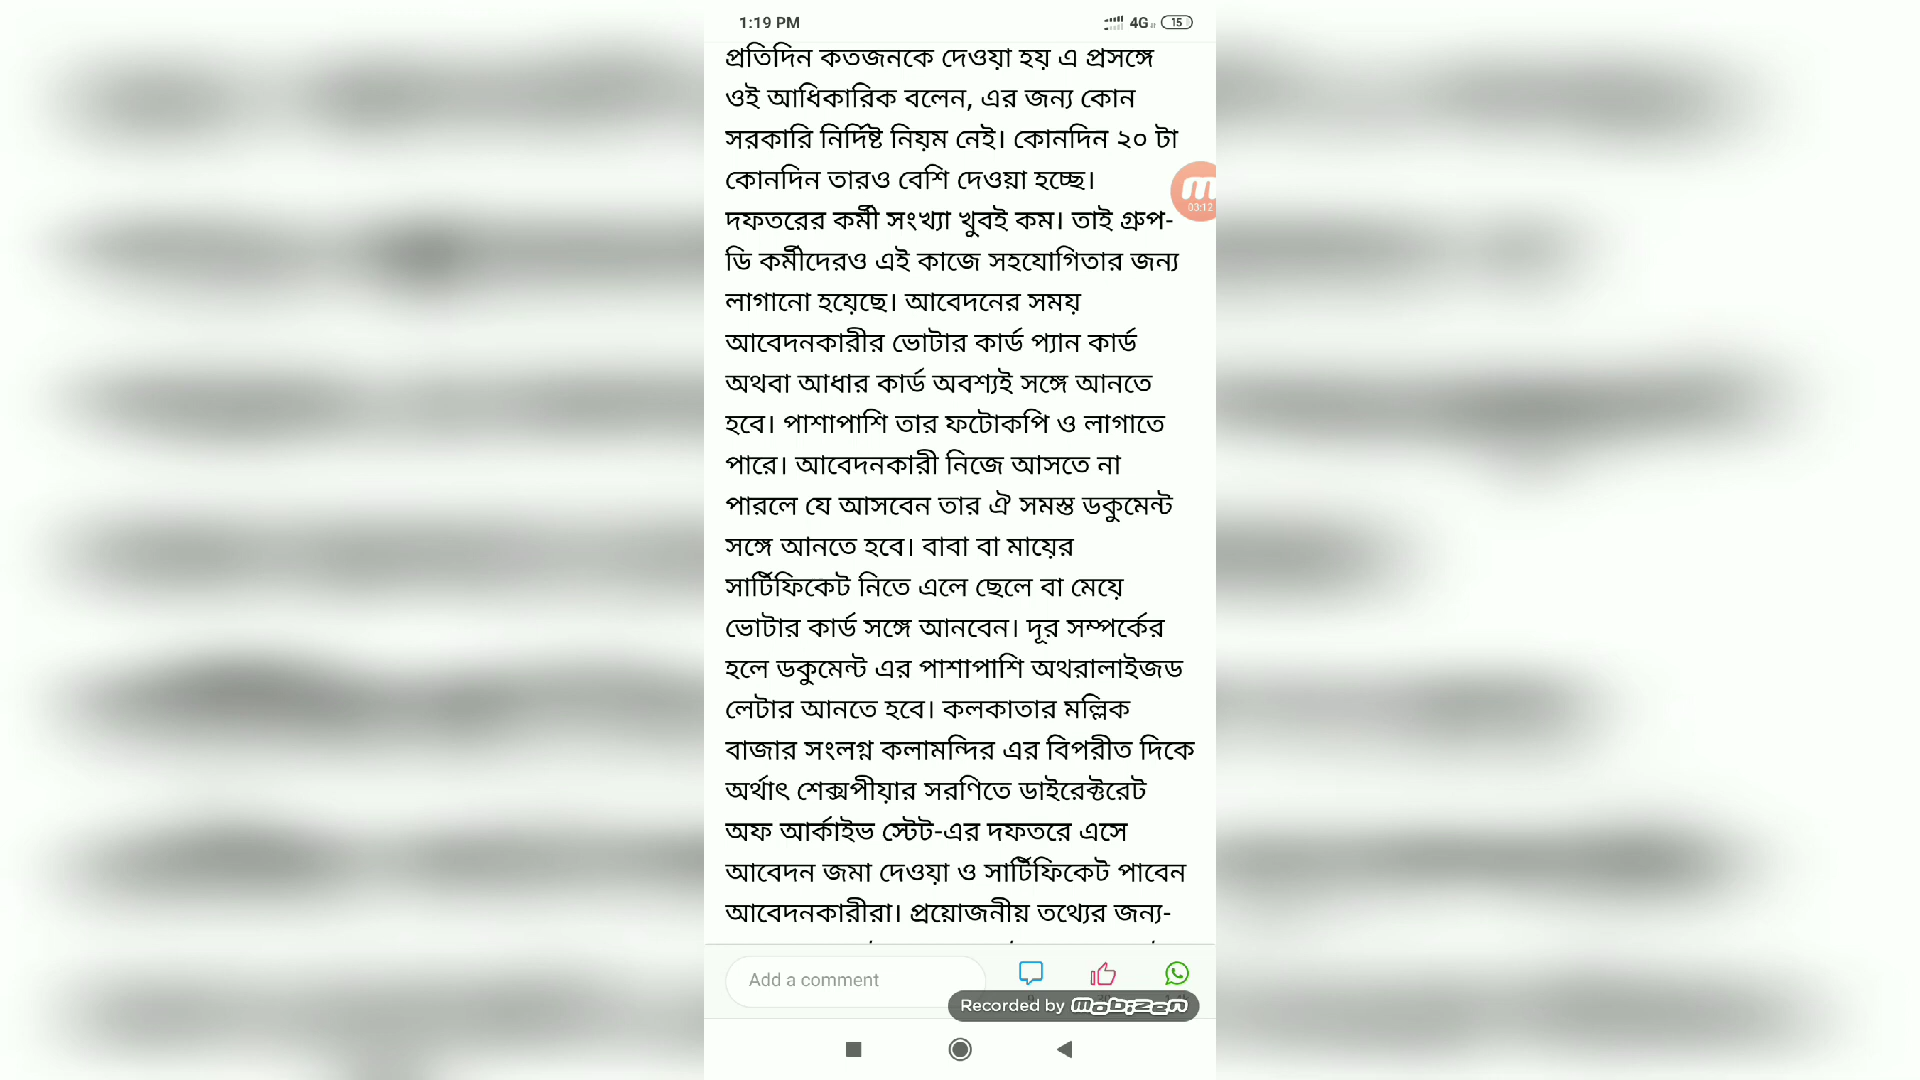 1:19 PM
4G
15
প্রতিদিন কতজনকে দেওয়া হয় এ প্রসঙ্গে
ওই আধিকারিক বলেন, এর জন্য কোন
সরকারি নির্দিষ্ট নিয়ম নেই। কোনদিন ২০ টা
কোনদিন তারও বেশি দেওয়া হচ্ছে।
03:12
দফতরের কর্মী সংখ্যা খুবই কম। তাই গ্রুপ-
ডি কর্মীদেরও এই কাজে সহযোগিতার জন্য
লাগানো হয়েছে। আবেদনের সময়
আবেদনকারীর ভোটার কার্ড প্যান কার্ড
অথবা আধার কার্ড অবশ্যই সঙ্গে আনতে
হবে। পাশাপাশি তার ফটোকপি ও লাগাতে
পারে। আবেদনকারী নিজে আসতে না
পারলে যে আসবেন তার ঐ সমস্ত ডকুমেন্ট
সঙ্গে আনতে হবে। বাবা বা মায়ের
সার্টিফিকেট নিতে এলে ছেলে বা মেয়ে
ভোটার কার্ড সঙ্গে আনবেন। দূর সম্পর্কের
হলে ডকুমেন্ট এর পাশাপাশি অথরালাইজড
লেটার আনতে হবে। কলকাতার মল্লিক
বাজার সংলগ্ন কলামন্দির এর বিপরীত দিকে
অর্থাৎ শেক্সপীয়ার সরণিতে ডাইরেক্টরেট
অফ আর্কাইভ স্টেট-এর দফতরে এসে
আবেদন জমা দেওয়া ও সার্টিফিকেট পাবেন
আবেদনকারীরা। প্রয়োজনীয় তথ্যের জন্য-
Add a comment
Recorded by mobizen